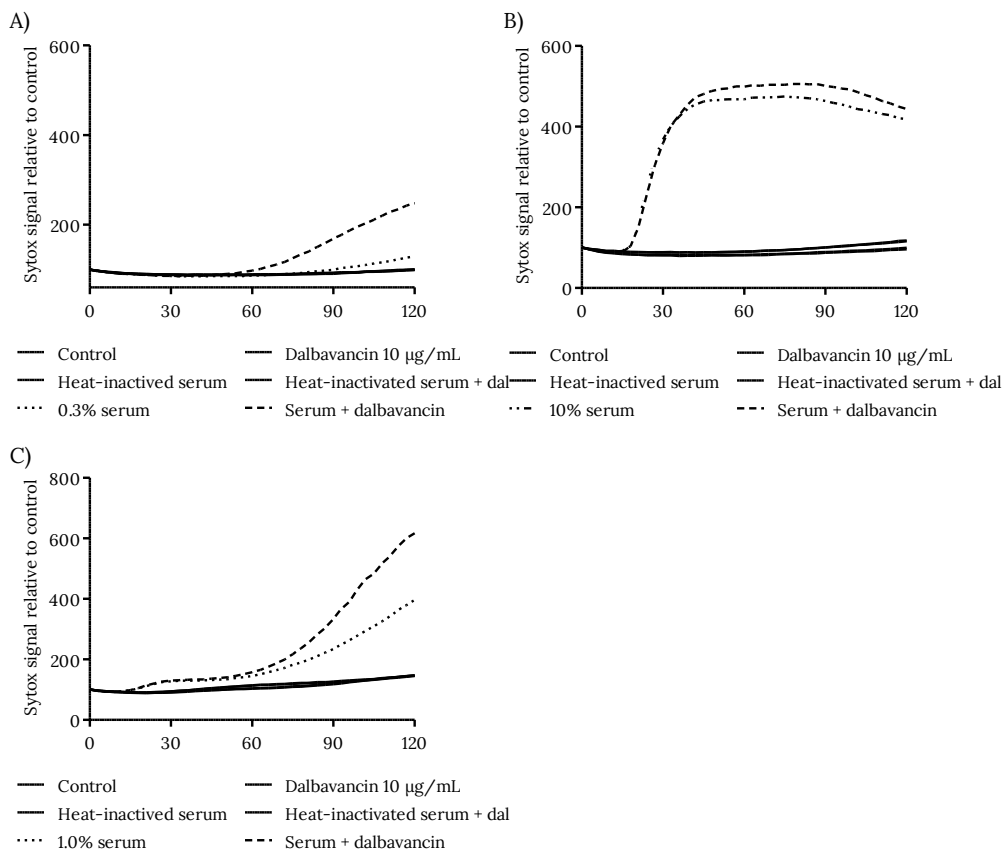 A)
Sytox signal relative to control
600
400
200
0 30 60 90 120
Control
Dalbavancin 10 µg/mL
Heat-inactived serum
Heat-inactivated serum + dal
0.3% serum
Serum + dalbavancin
B)
Sytox signal relative to control
600
400
200
0
0 30 60 90 120
Control
Dalbavancin 10 µg/mL
Heat-inactived serum
Heat-inactivated serum + dal
10% serum
Serum + dalbavancin
C)
Sytox signal relative to control
800
600
400
200
0
0 30 60 90 120
Control
Dalbavancin 10 µg/mL
Heat-inactived serum
Heat-inactivated serum + dal
1.0% serum
Serum + dalbavancin